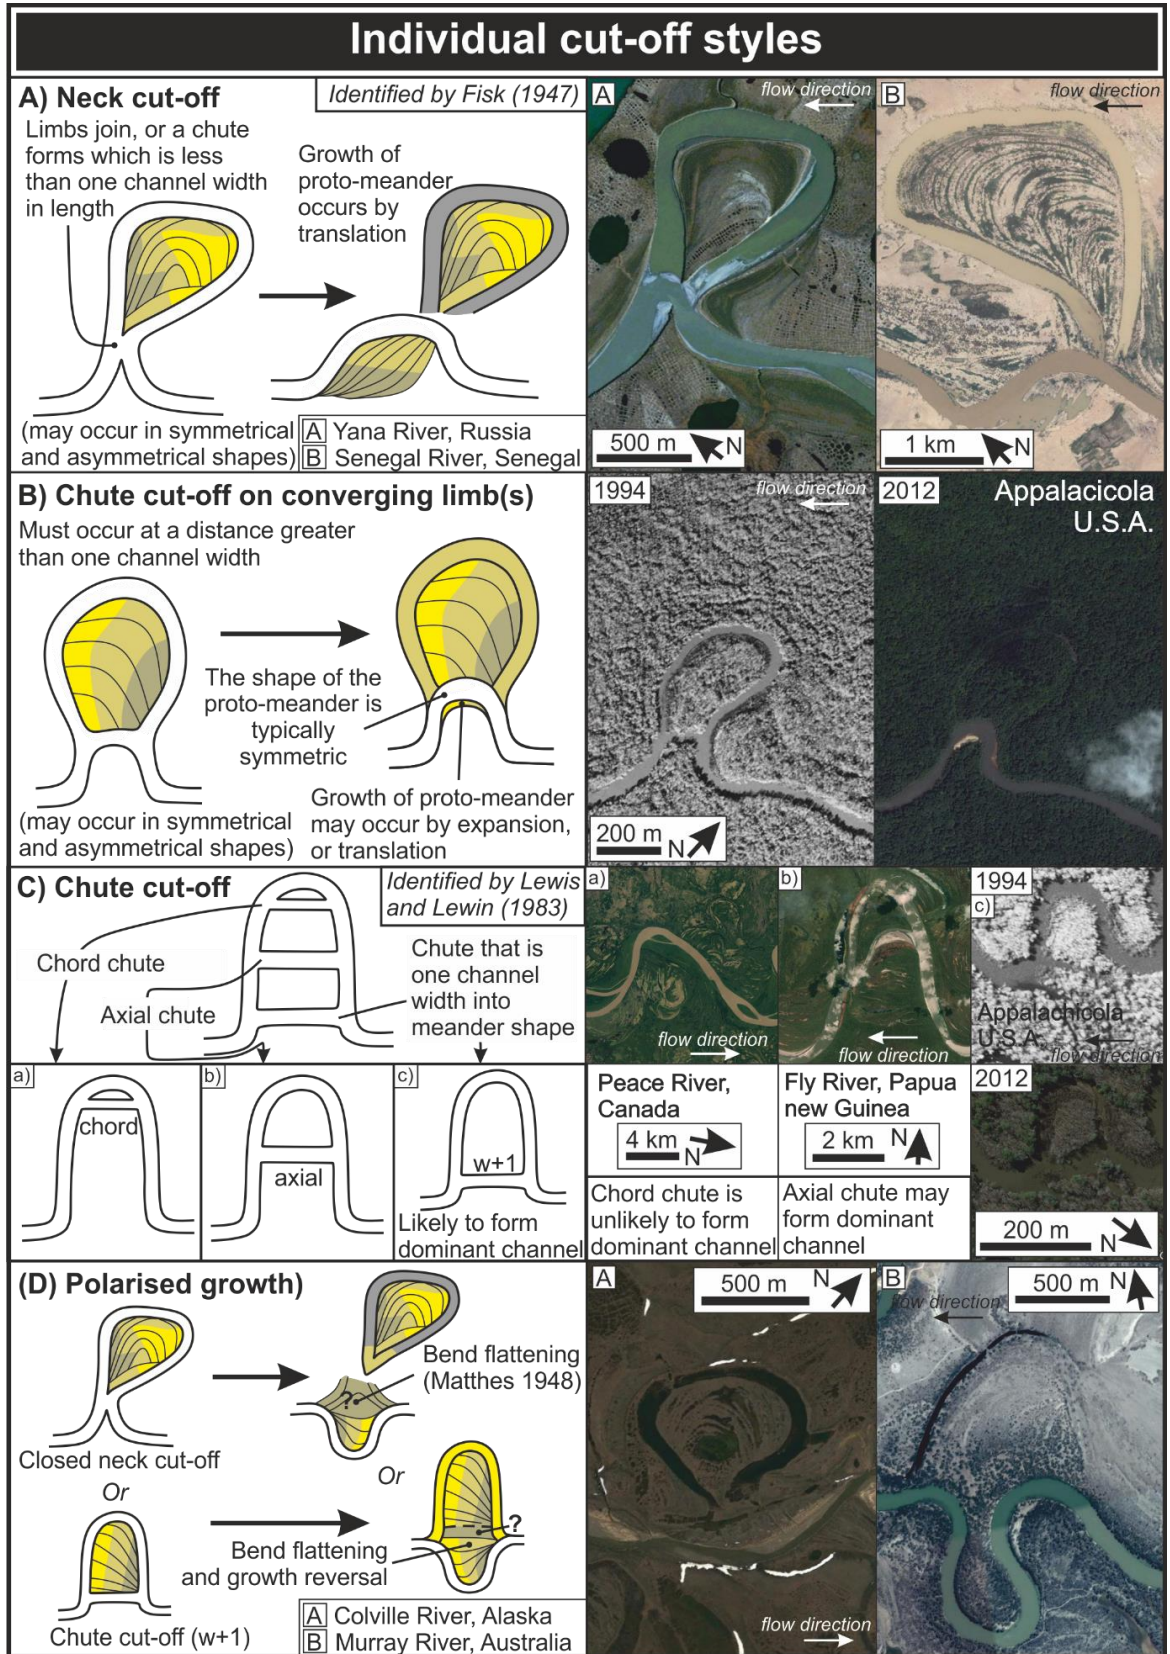 Individual cut-off styles
A) Neck cut-off
Identified by Fisk (1947)
Limbs join, or a chute
forms which is less
than one channel width
in length
Growth of
proto-meander
occurs by
translation
(may occur in symmetrical
and asymmetrical shapes)
A Yana River, Russia
B Senegal River, Senegal
A
flow direction
500 m
N
B
flow direction
1 km
N
B) Chute cut-off on converging limb(s)
Must occur at a distance greater
than one channel width
The shape of the
proto-meander is
typically
symmetric
(may occur in symmetrical
and asymmetrical shapes)
Growth of proto-meander
may occur by expansion,
or translation
1994
flow direction
200 m
N
2012
Appalacicola
U.S.A.
C) Chute cut-off
Identified by Lewis
and Lewin (1983)
Chord chute
Axial chute
Chute that is
one channel
width into
meander shape
a)
chord
b)
axial
c)
w+1
Likely to form
dominant channel
a)
flow direction
Peace River,
Canada
4 km
N
Chord chute is
unlikely to form
dominant channel
b)
flow direction
Fly River, Papua
new Guinea
2 km
N
Axial chute may
form dominant
channel
1994
c)
Appalachicola
U.S.A.
flow direction
2012
200 m
N
(D) Polarised growth)
Closed neck cut-off
Or
Chute cut-off (w+1)
?
Bend flattening
(Matthes 1948)
Or
?
Bend flattening
and growth reversal
A Colville River, Alaska
B Murray River, Australia
A
500 m
N
flow direction
B
500 m
N
flow direction